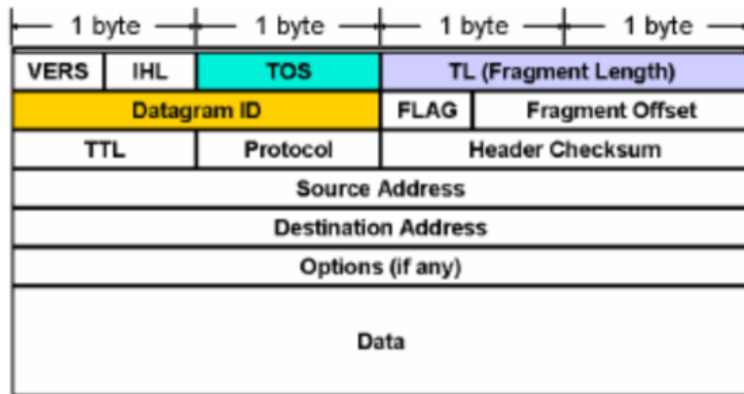 1 byte 1 byte 1 byte 1 byte
VERS IHL TOS TL (Fragment Length)
Datagram ID FLAG Fragment Offset
TTL Protocol Header Checksum
Source Address
Destination Address
Options (if any)
Data